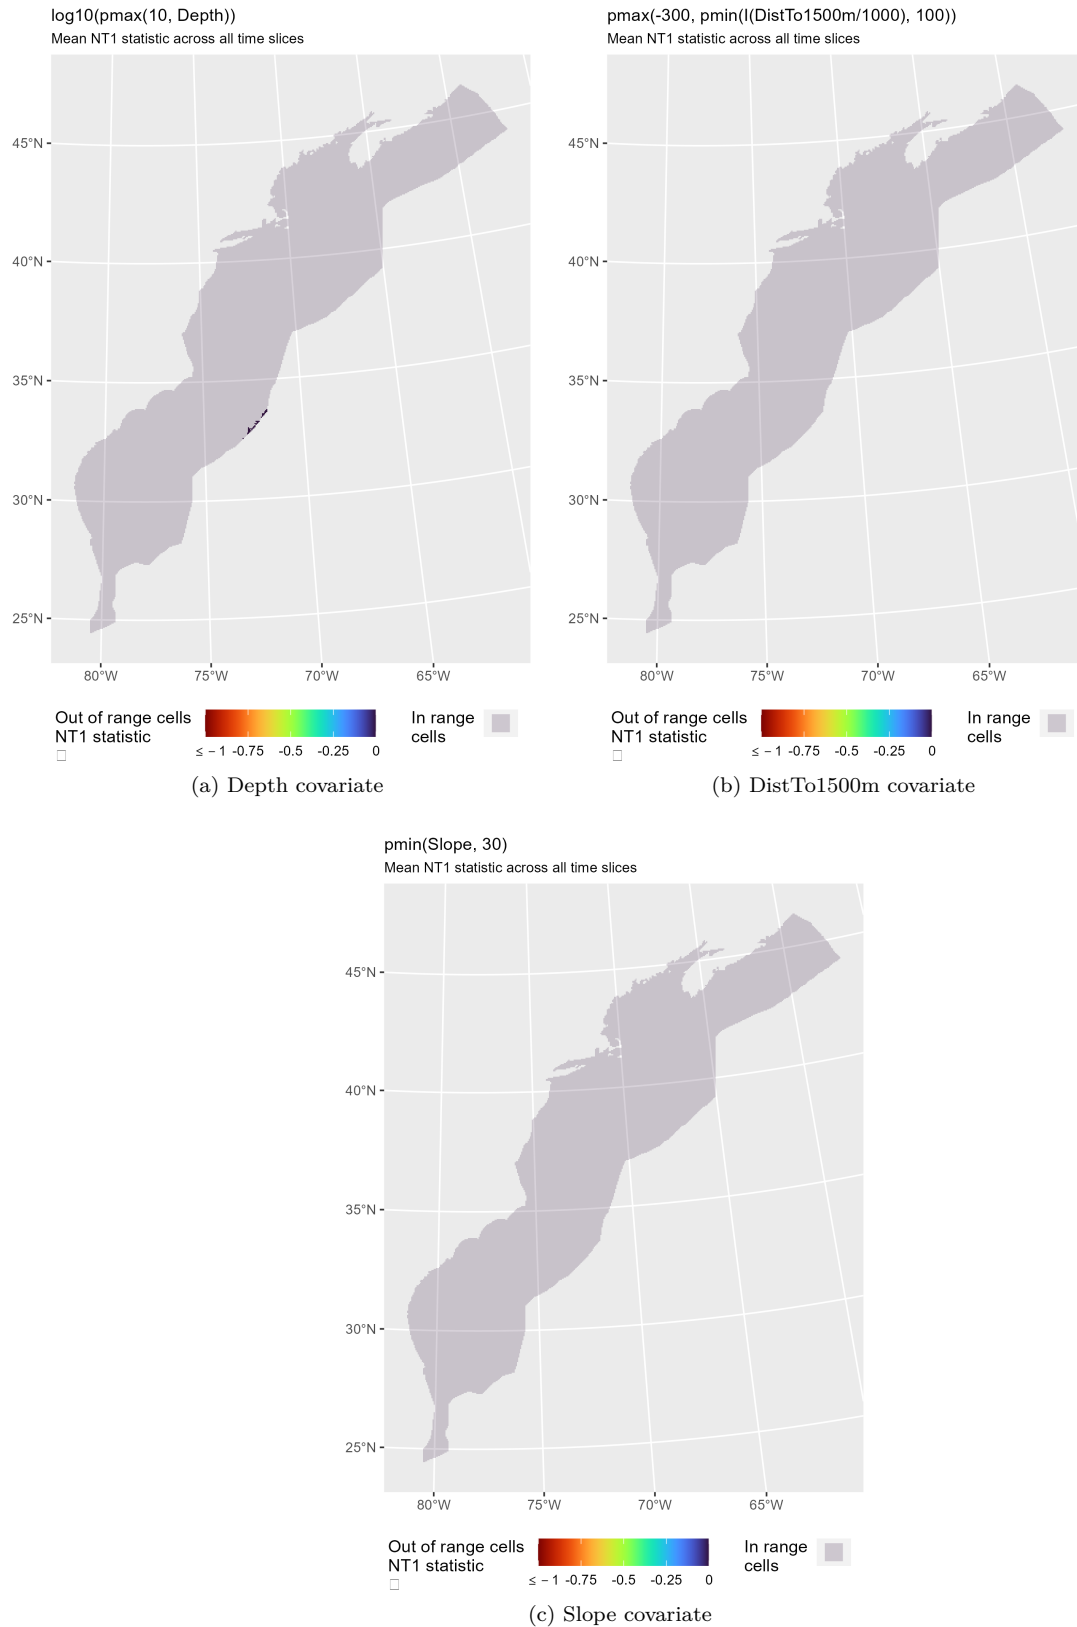 log10(pmax(10, Depth))
Mean NT1 statistic across all time slices
45°N
40°N
35°N
30°N
25°N
80°W 75°W 70°W 65°W
Out of range cells
NT1 statistic
≤ − 1 -0.75 -0.5 -0.25 0
In range
cells
(a) Depth covariate
pmax(-300, pmin(I(DistTo1500m/1000), 100))
Mean NT1 statistic across all time slices
45°N
40°N
35°N
30°N
25°N
80°W 75°W 70°W 65°W
Out of range cells
NT1 statistic
≤ − 1 -0.75 -0.5 -0.25 0
In range
cells
(b) DistTo1500m covariate
pmin(Slope, 30)
Mean NT1 statistic across all time slices
45°N
40°N
35°N
30°N
25°N
80°W 75°W 70°W 65°W
Out of range cells
NT1 statistic
≤ − 1 -0.75 -0.5 -0.25 0
In range
cells
(c) Slope covariate